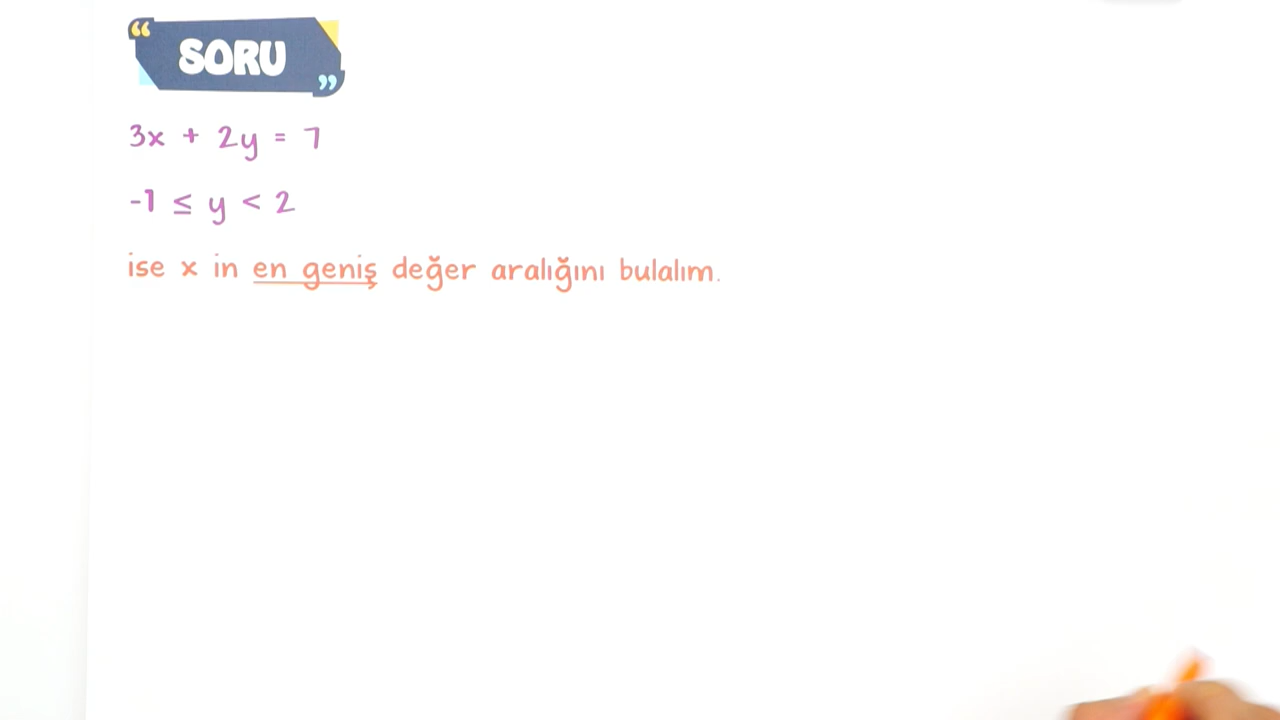 SORU
3x + 2y = 7
-1 ≤ y < 2
ise x in en geniş değer aralığını bulalım.